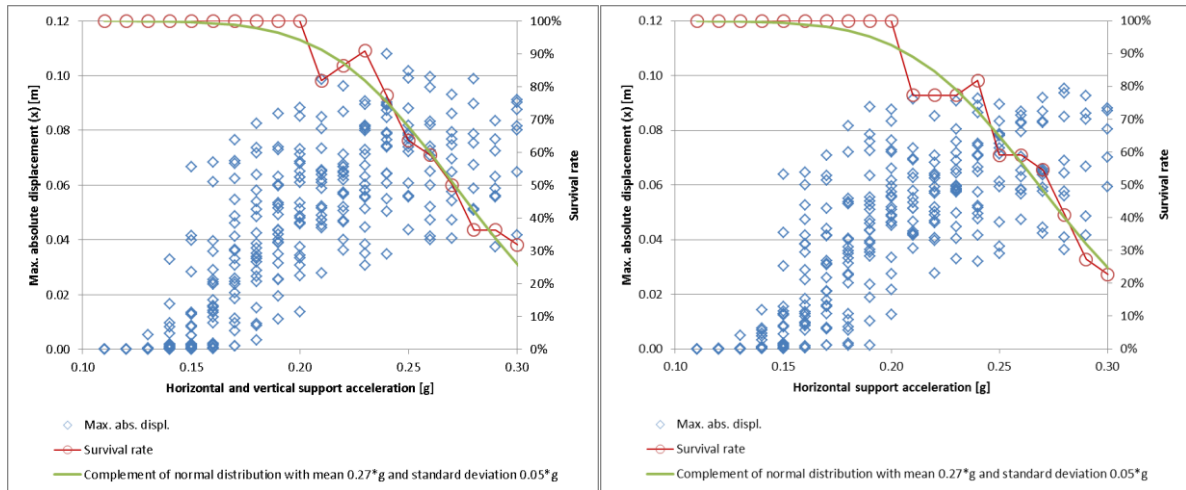 0.12
0.10
0.08
0.06
0.04
0.02
0.00
Max. absolute displacement (x) [m]
100%
90%
80%
70%
60%
50%
40%
30%
20%
10%
0%
Survival rate
0.10 0.15 0.20 0.25 0.30
Horizontal and vertical support acceleration [g]
Max. abs. displ.
Survival rate
Complement of normal distribution with mean 0.27*g and standard deviation 0.05*g
0.12
0.10
0.08
0.06
0.04
0.02
0.00
Max. absolute displacement (x) [m]
100%
90%
80%
70%
60%
50%
40%
30%
20%
10%
0%
Survival rate
0.10 0.15 0.20 0.25 0.30
Horizontal support acceleration [g]
Max. abs. displ.
Survival rate
Complement of normal distribution with mean 0.27*g and standard deviation 0.05*g